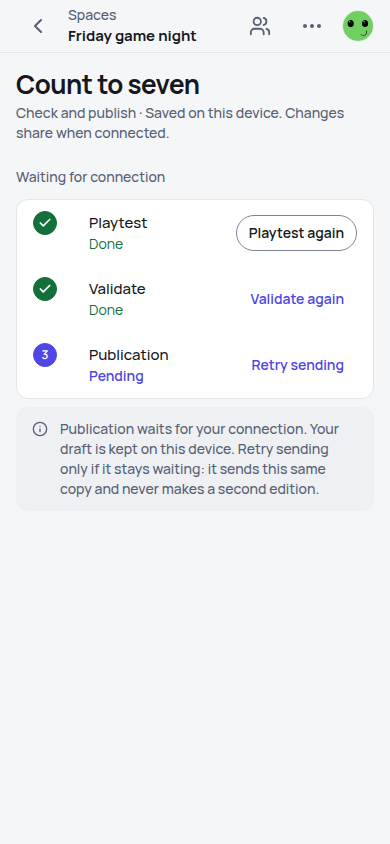 Spaces
Friday game night
Count to seven
Check and publish · Saved on this device. Changes
share when connected.
Waiting for connection
Playtest
Done
Playtest again
Validate
Done
Validate again
3
Publication
Pending
Retry sending
Publication waits for your connection. Your
draft is kept on this device. Retry sending
only if it stays waiting: it sends this same
copy and never makes a second edition.